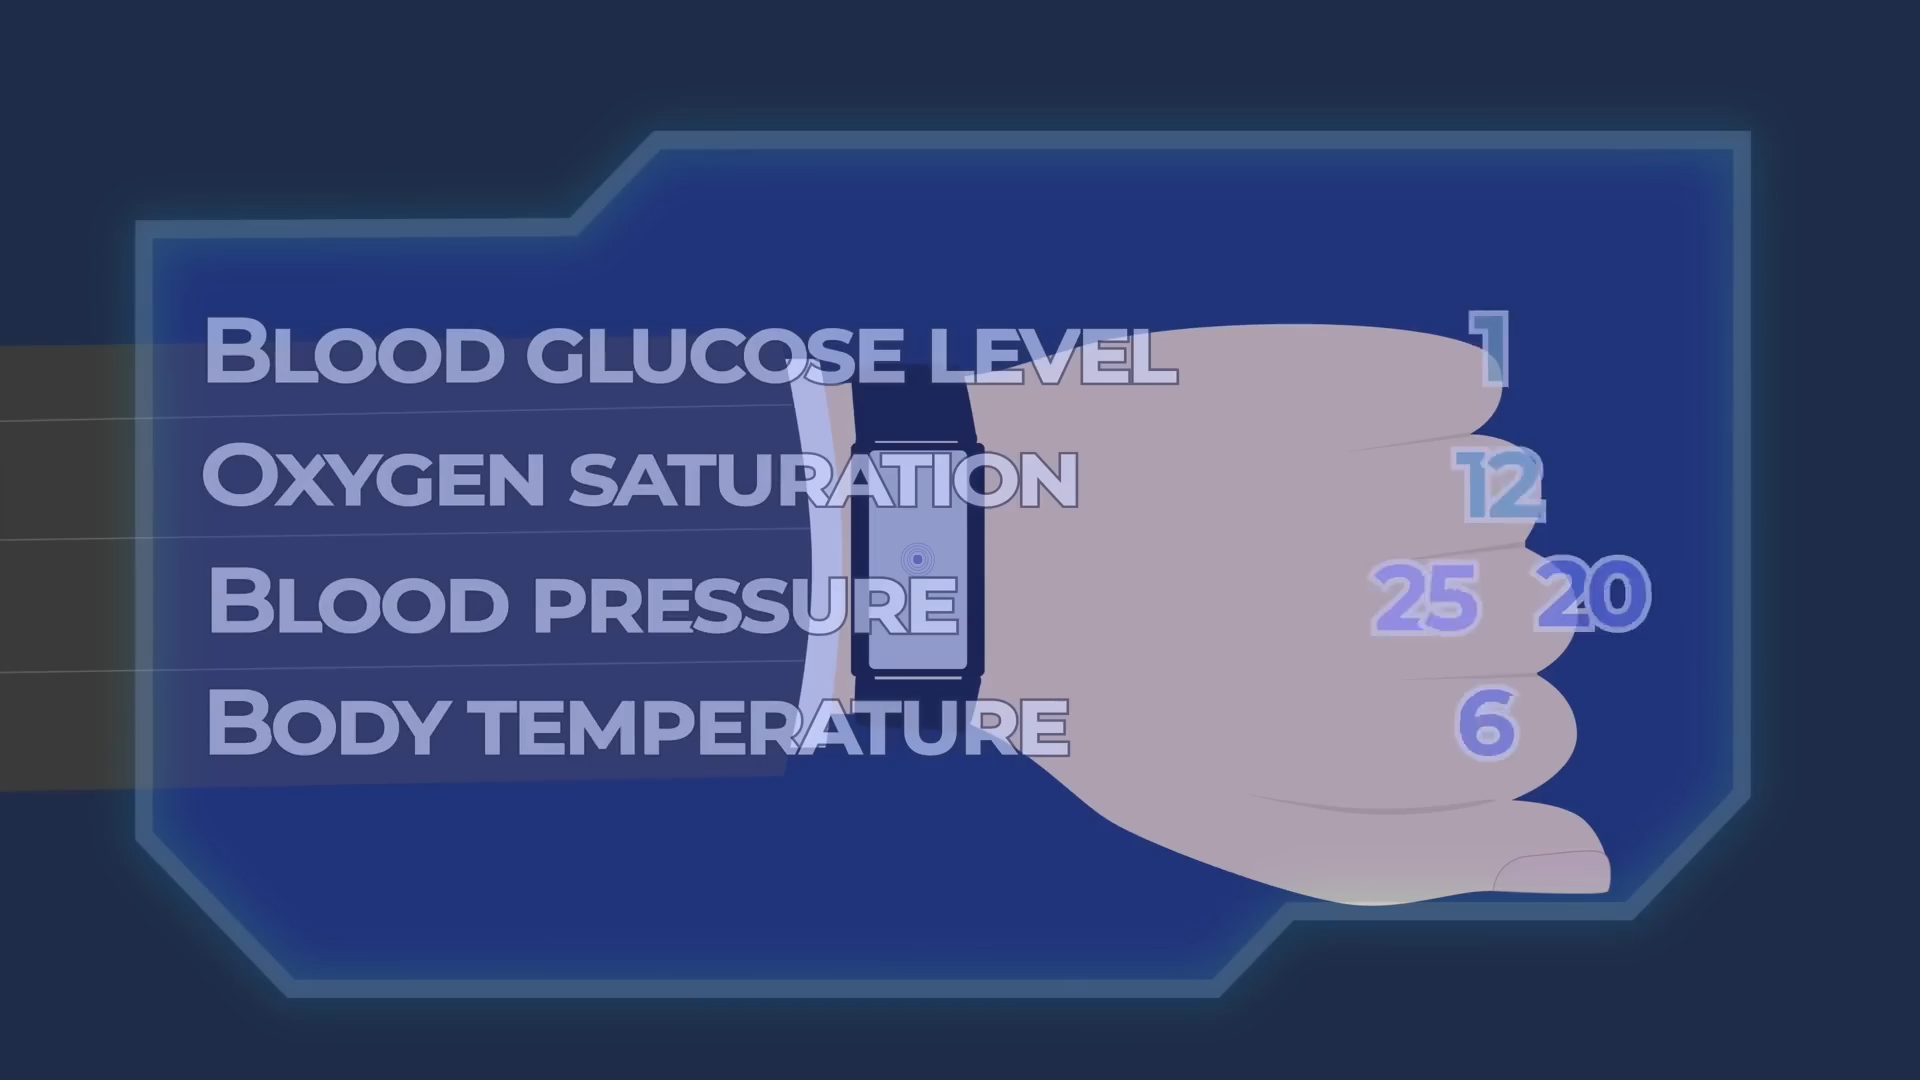 BLOOD GLUCOSE LEVEL 1
OXYGEN SATURATION 12
BLOOD PRESSURE 25 20
BODY TEMPERATURE 6